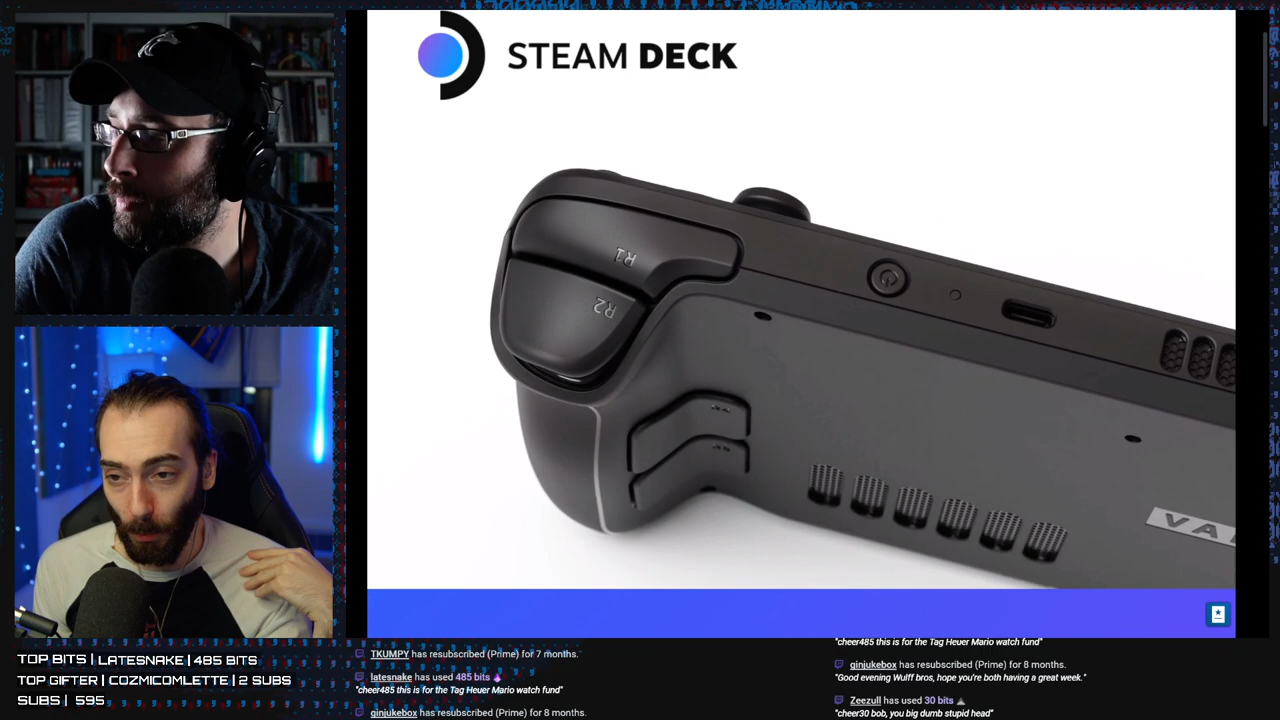 STEAM DECK
R1
R2
TOP BITS | LATESNAKE | 485 BITS
TOP GIFTER | COZMICOMLETTE | 2 SUBS
SUBS | 595
TKUMPY has resubscribed (Prime) for 7 months.
latesnake has used 485 bits
"cheer485 this is for the Tag Heuer Mario watch fund"
ginjukebox has resubscribed (Prime) for 8 months.
"cheer485 this is for the Tag Heuer Mario watch fund"
ginjukebox has resubscribed (Prime) for 8 months.
"Good evening Wulff bros, hope you're both having a great week."
Zeezull has used 30 bits
"cheer30 bob, you big dumb stupid head"